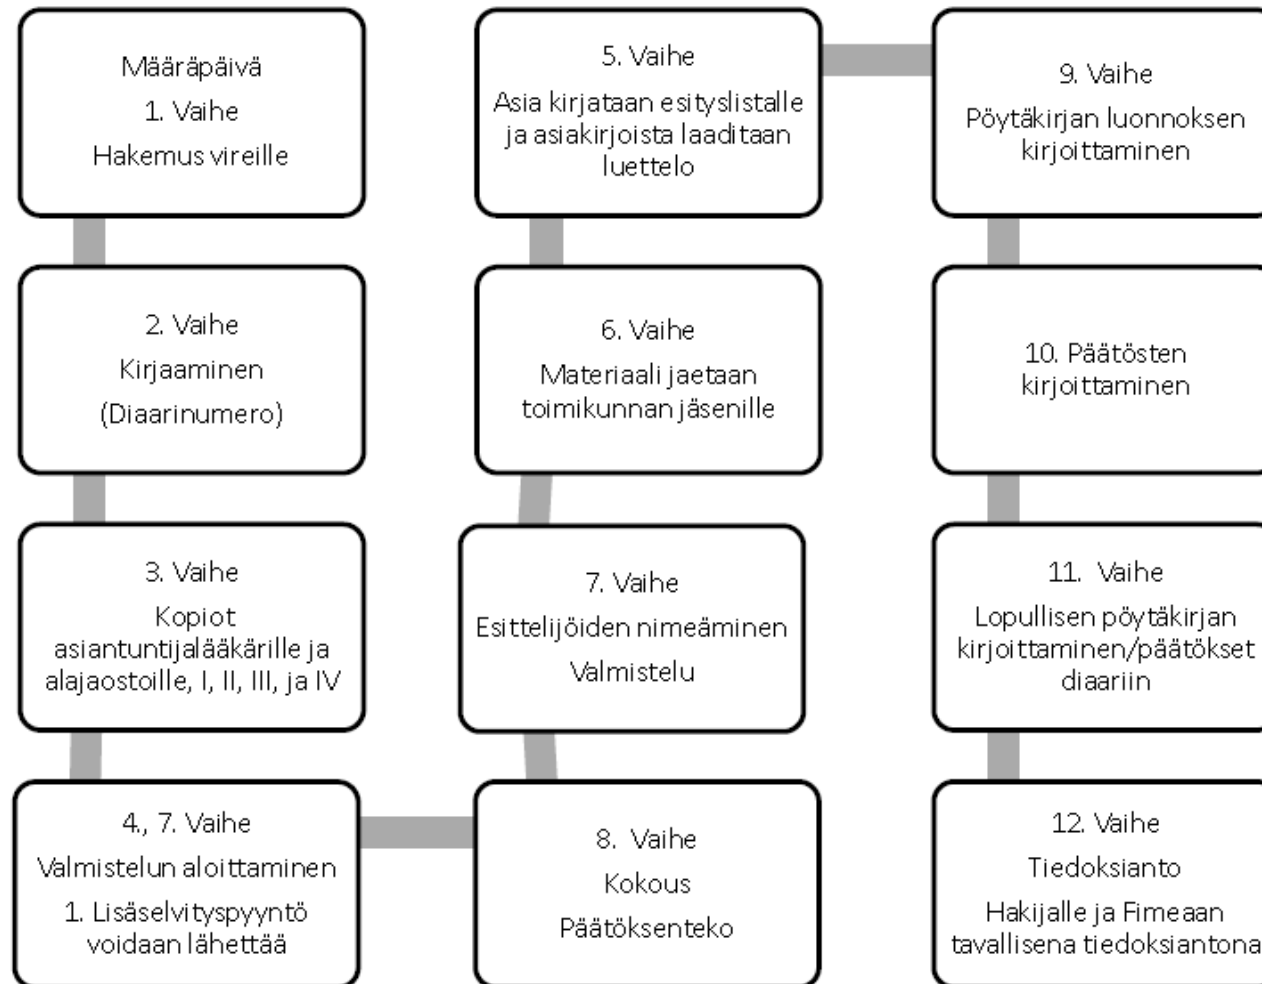 Määräpäivä
1. Vaihe
Hakemus vireille
2. Vaihe
Kirjaaminen
(Diaarinumero)
3. Vaihe
Kopiot
asiantuntijalääkärille ja
alajaostoille, I, II, III, ja IV
4., 7. Vaihe
Valmistelun aloittaminen
1. Lisäselvityspyyntö
voidaan lähettää
5. Vaihe
Asia kirjataan esityslistalle
ja asiakirjoista laaditaan
luettelo
6. Vaihe
Materiaali jaetaan
toimikunnan jäsenille
7. Vaihe
Esittelijöiden nimeäminen
Valmistelu
8. Vaihe
Kokous
Päätöksenteko
9. Vaihe
Pöytäkirjan luonnoksen
kirjoittaminen
10. Päätösten
kirjoittaminen
11. Vaihe
Lopullisen pöytäkirjan
kirjoittaminen/päätökset
diaariin
12. Vaihe
Tiedoksianto
Hakijalle ja Fimeaan
tavallisena tiedoksiantona